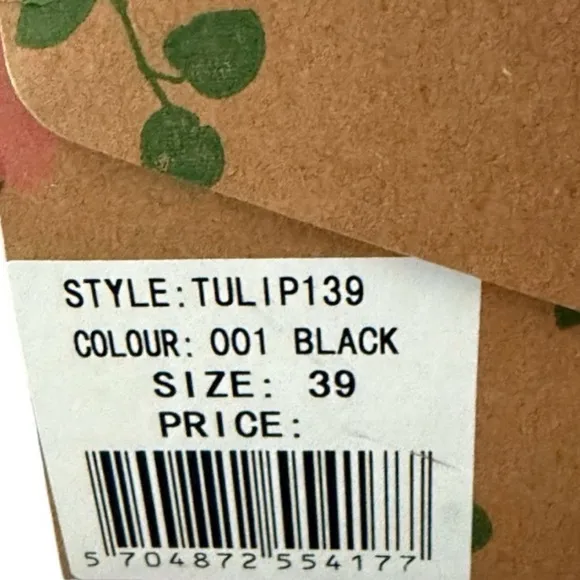 STYLE:TULIP139
COLOUR: 001 BLACK
SIZE: 39
PRICE:
5 704872 554177